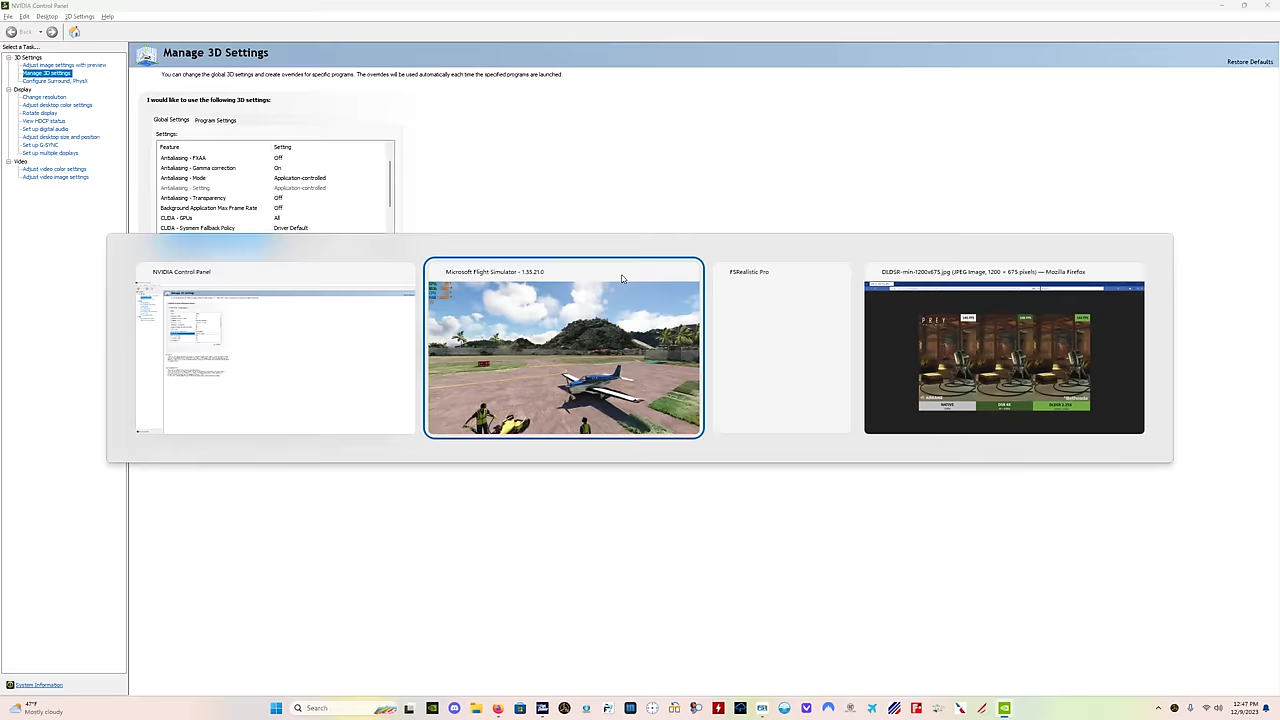 NVIDIA Control Panel
File Edit Desktop 3D Settings Help
Back
Select a Task...
3D Settings
Adjust image settings with preview
Manage 3D settings
Configure Surround, PhysX
Display
Change resolution
Adjust desktop color settings
Rotate display
View HDCP status
Set up digital audio
Adjust desktop size and position
Set up G-SYNC
Set up multiple displays
Video
Adjust video color settings
Adjust video image settings
Manage 3D Settings
Restore Defaults
You can change the global 3D settings and create overrides for specific programs. The overrides will be used automatically each time the specified programs are launched.
I would like to use the following 3D settings:
Global Settings Program Settings
Settings:
Feature Setting
Antialiasing - FXAA Off
Antialiasing - Gamma correction On
Antialiasing - Mode Application-controlled
Antialiasing - Setting Application-controlled
Antialiasing - Transparency Off
Background Application Max Frame Rate Off
CUDA - GPUs All
CUDA - Sysmem Fallback Policy Driver Default
NVIDIA Control Panel
Microsoft Flight Simulator - 1.35.21.0
FSRealistic Pro
DLDSR-min-1200x675.jpg (JPEG Image, 1200 × 675 pixels) — Mozilla Firefox
PREY
NATIVE
DSR 4X
DLDSR 2.25X
System Information
47°F
Mostly cloudy
Search
12:47 PM
12/9/2023